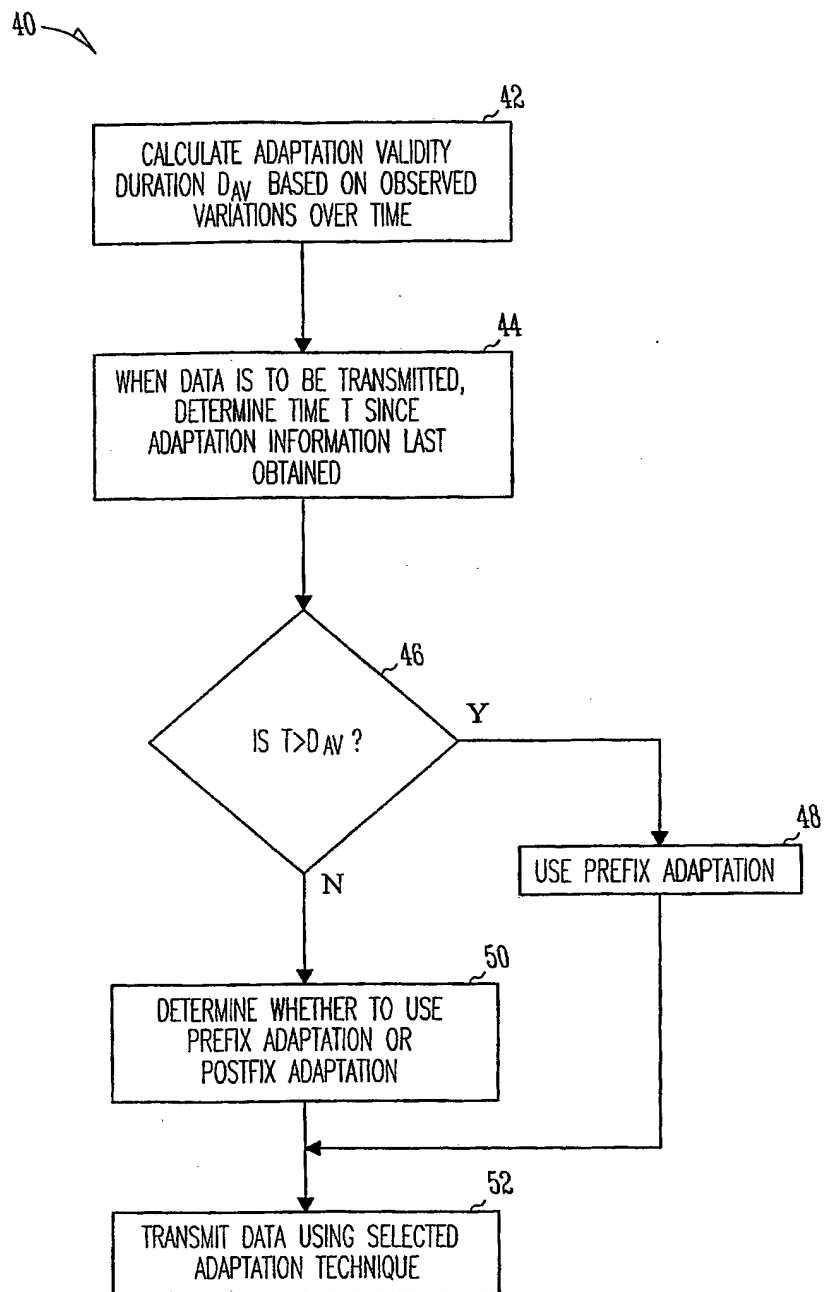 40
42
CALCULATE ADAPTATION VALIDITY
DURATION DAV BASED ON OBSERVED
VARIATIONS OVER TIME
44
WHEN DATA IS TO BE TRANSMITTED,
DETERMINE TIME T SINCE
ADAPTATION INFORMATION LAST
OBTAINED
46
IS T>DAV ?
Y
48
USE PREFIX ADAPTATION
N
50
DETERMINE WHETHER TO USE
PREFIX ADAPTATION OR
POSTFIX ADAPTATION
52
TRANSMIT DATA USING SELECTED
ADAPTATION TECHNIQUE